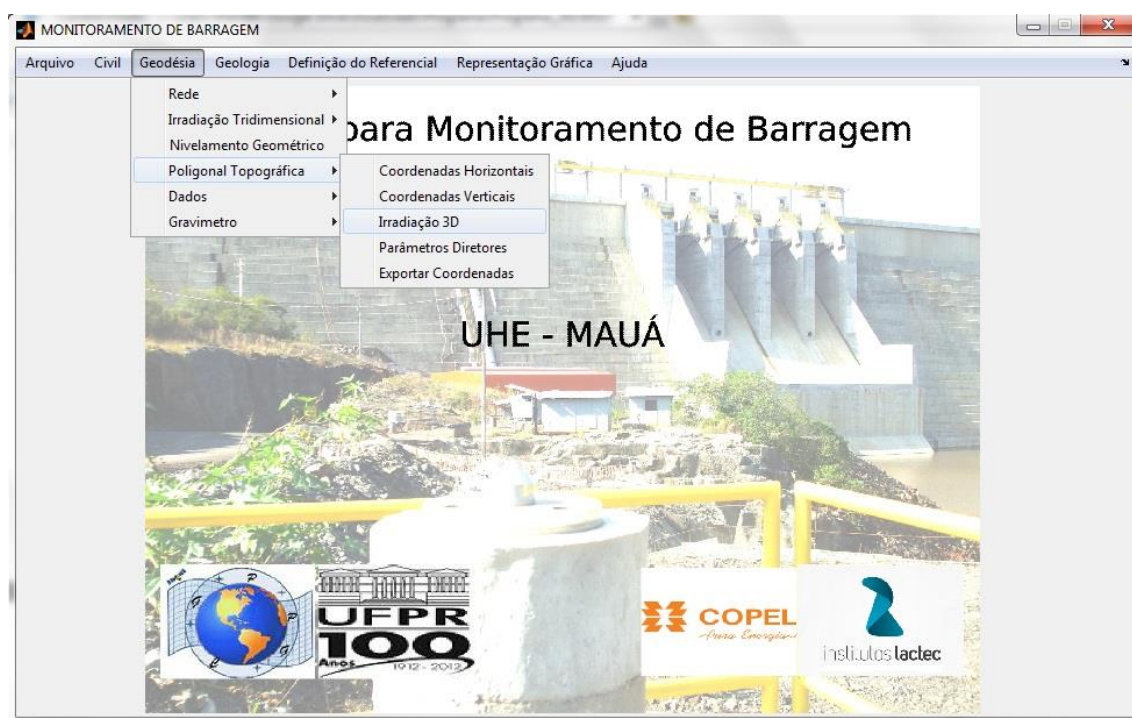 MONITORAMENTO DE BARRAGEM
Arquivo Civil Geodésia Geologia Definição do Referencial Representação Gráfica Ajuda
Rede
Irradiação Tridimensional
Nivelamento Geométrico
Poligonal Topográfica
Dados
Gravimetro
Coordenadas Horizontais
Coordenadas Verticais
Irradiação 3D
Parâmetros Diretores
Exportar Coordenadas
para Monitoramento de Barragem
UHE - MAUÁ
UFPR
100
Anos 1912 - 2012
COPEL
Pura Energia
institutos lactec